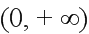 (0, + ∞)